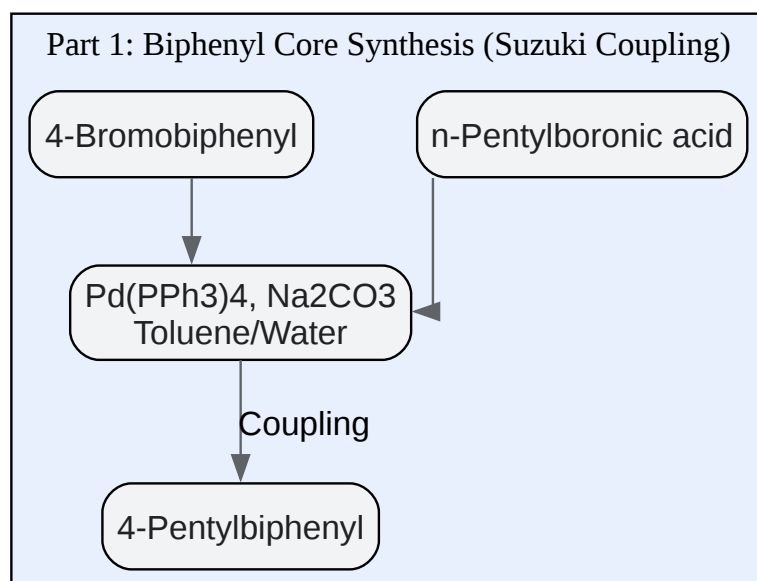 Part 1: Biphenyl Core Synthesis (Suzuki Coupling)
4-Bromobiphenyl
n-Pentylboronic acid
Pd(PPh3)4, Na2CO3
Toluene/Water
Coupling
4-Pentylbiphenyl